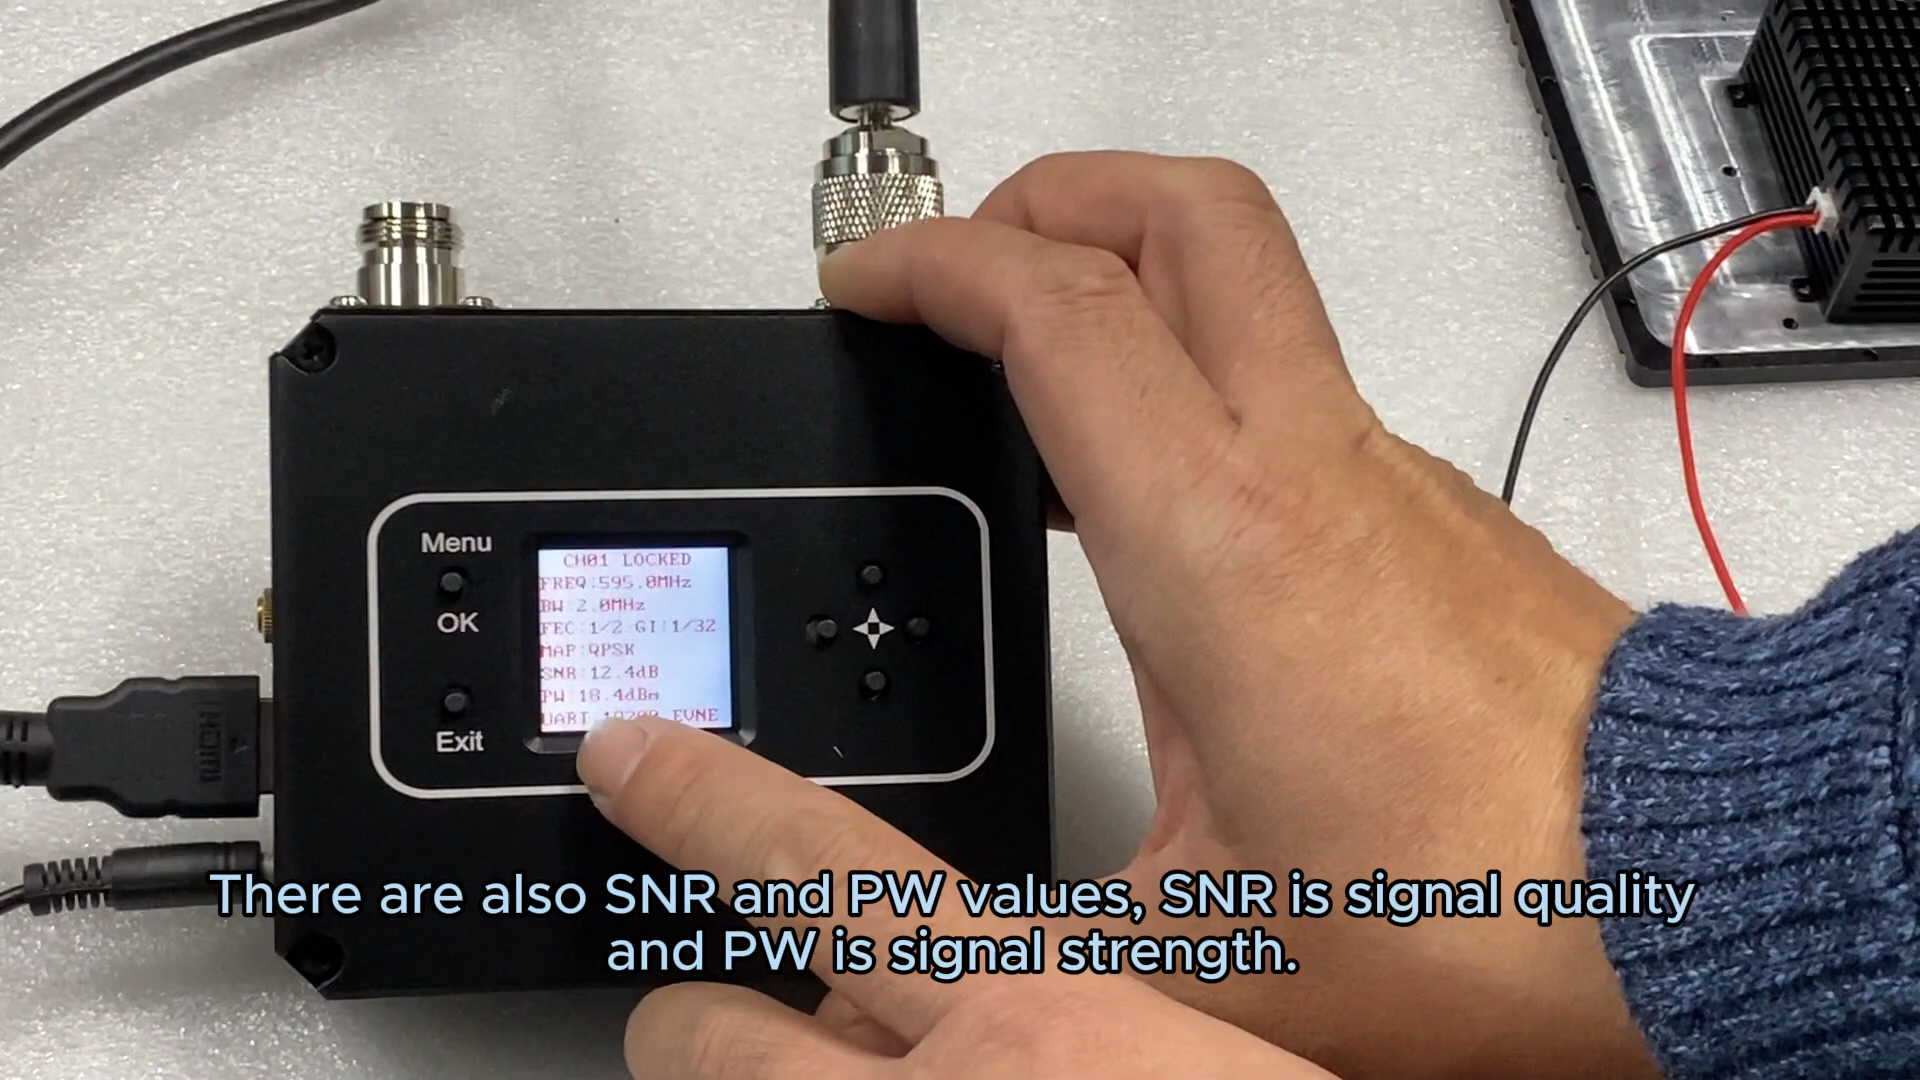 Menu
OK
Exit
CH01 LOCKED
FREQ:595.0MHz
BW:2.0MHz
FEC:1/2 GI:1/32
MAP:QPSK
SNR:12.4dB
PW:18.4dBm
UART EVNE
HDMI
There are also SNR and PW values, SNR is signal quality
and PW is signal strength.